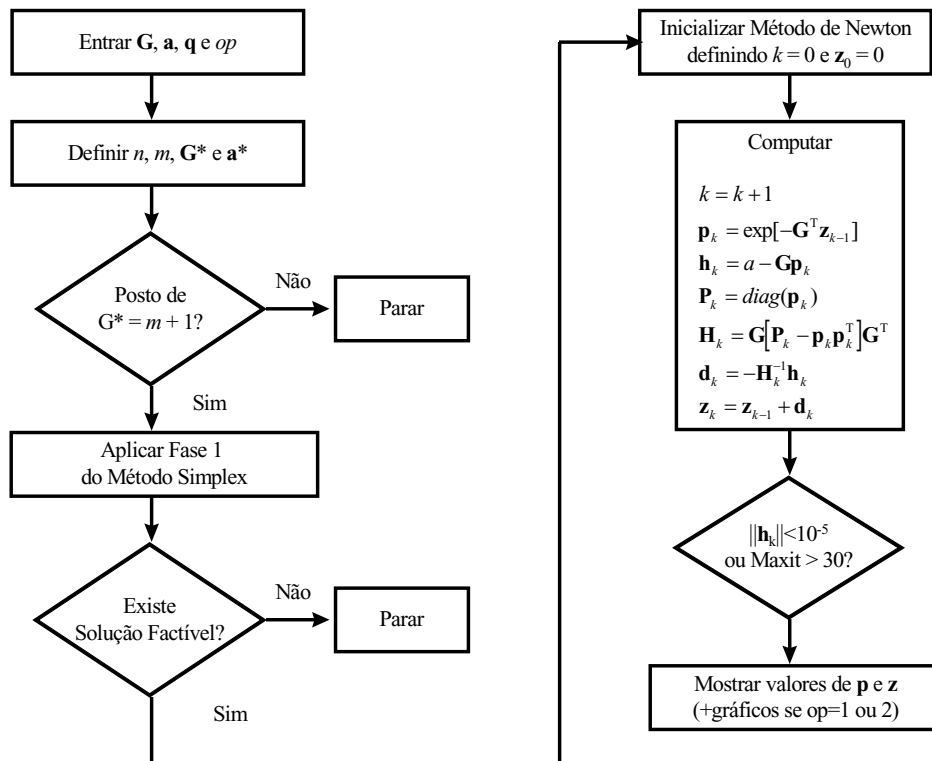 Entrar G, a, q e op
Definir n, m, G* e a*
Posto de
G* = m + 1?
Não
Parar
Sim
Aplicar Fase 1
do Método Simplex
Existe
Solução Factível?
Não
Parar
Sim
Inicializar Método de Newton
definindo k = 0 e z₀ = 0
Computar
k = k + 1
pₖ = exp[−Gᵀzₖ₋₁]
hₖ = a − Gpₖ
Pₖ = diag(pₖ)
Hₖ = G[Pₖ − pₖpₖᵀ]Gᵀ
dₖ = −Hₖ⁻¹hₖ
zₖ = zₖ₋₁ + dₖ
||hₖ||<10⁻⁵
ou Maxit > 30?
Mostrar valores de p e z
(+gráficos se op=1 ou 2)